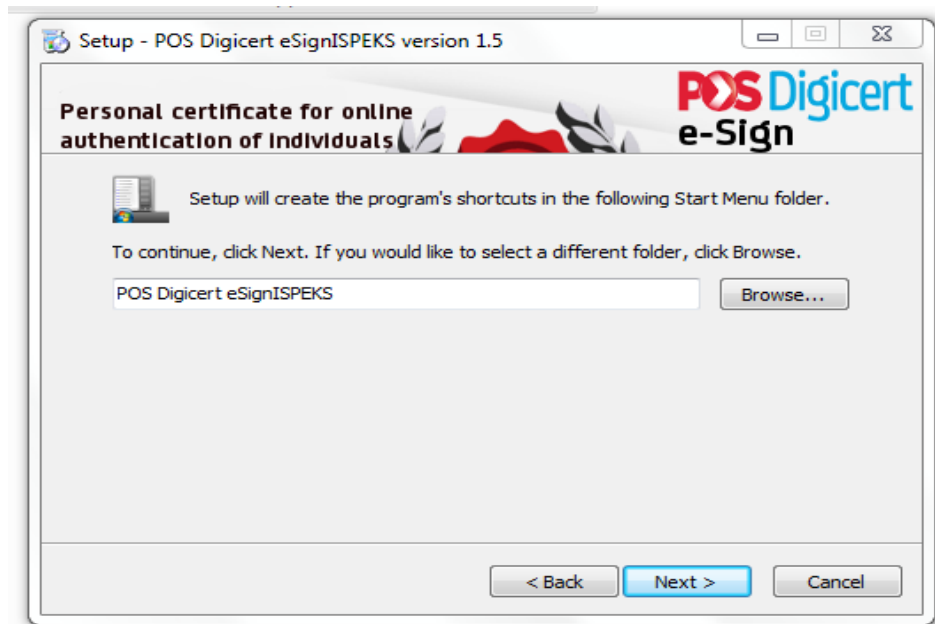 Setup - POS Digicert eSignISPEKS version 1.5
Personal certificate for online
authentication of individuals
POS Digicert
e-Sign
Setup will create the program's shortcuts in the following Start Menu folder.
To continue, click Next. If you would like to select a different folder, click Browse.
POS Digicert eSignISPEKS
Browse...
< Back
Next >
Cancel